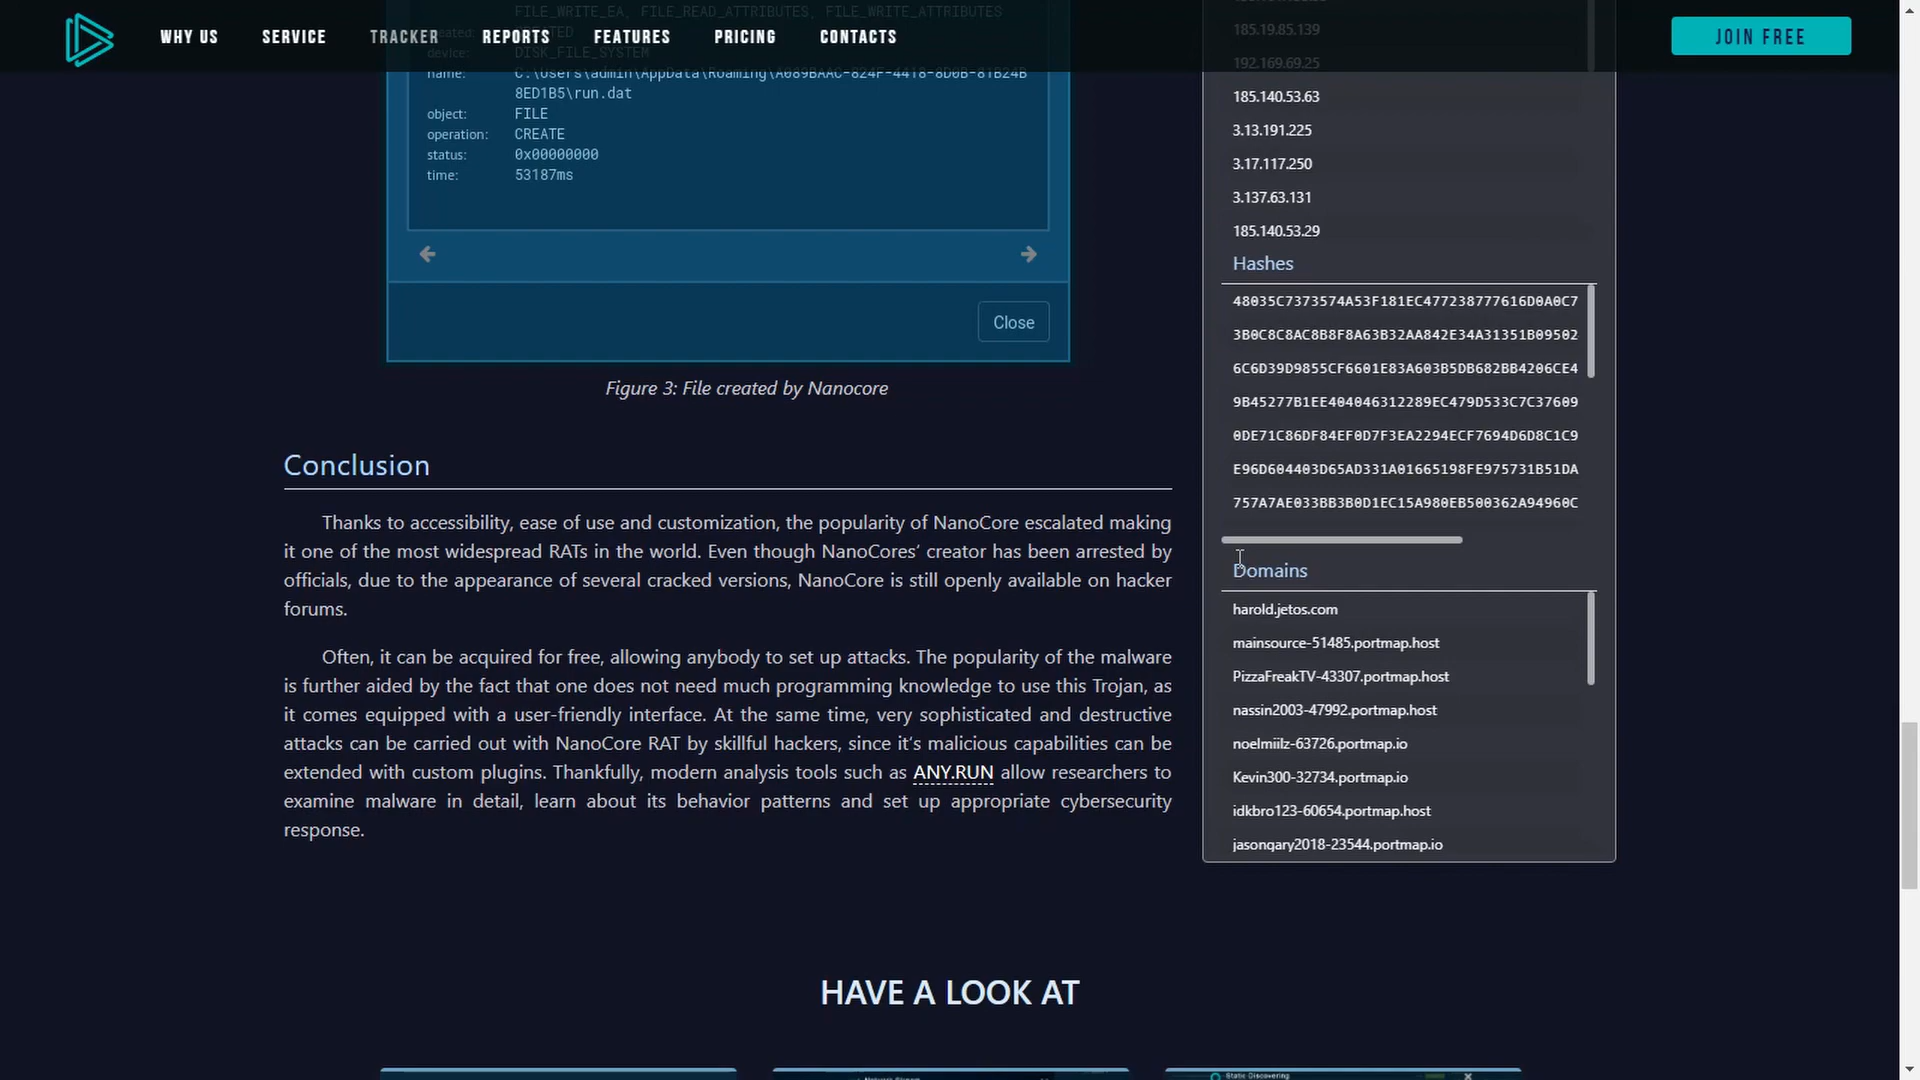 WHY US
SERVICE
TRACKER
REPORTS
FEATURES
PRICING
CONTACTS
JOIN FREE
FILE_WRITE_EA, FILE_READ_ATTRIBUTES, FILE_WRITE_ATTRIBUTES
device: DISK_FILE_SYSTEM
name: C:\Users\admin\AppData\Roaming\A089BAAC-824F-4418-8D0B-81B24B
8ED1B5\run.dat
object: FILE
operation: CREATE
status: 0x00000000
time: 53187ms
Close
Figure 3: File created by Nanocore
Conclusion
Thanks to accessibility, ease of use and customization, the popularity of NanoCore escalated making
it one of the most widespread RATs in the world. Even though NanoCores’ creator has been arrested by
officials, due to the appearance of several cracked versions, NanoCore is still openly available on hacker
forums.
Often, it can be acquired for free, allowing anybody to set up attacks. The popularity of the malware
is further aided by the fact that one does not need much programming knowledge to use this Trojan, as
it comes equipped with a user-friendly interface. At the same time, very sophisticated and destructive
attacks can be carried out with NanoCore RAT by skillful hackers, since it’s malicious capabilities can be
extended with custom plugins. Thankfully, modern analysis tools such as ANY.RUN allow researchers to
examine malware in detail, learn about its behavior patterns and set up appropriate cybersecurity
response.
185.19.85.139
192.169.69.25
185.140.53.63
3.13.191.225
3.17.117.250
3.137.63.131
185.140.53.29
Hashes
48035C7373574A53F181EC477238777616D0A0C7
3B0C8C8AC8B8F8A63B32AA842E34A31351B09502
6C6D39D9855CF6601E83A603B5DB682BB4206CE4
9B45277B1EE404046312289EC479D533C7C37609
0DE71C86DF84EF0D7F3EA2294ECF7694D6D8C1C9
E96D604403D65AD331A01665198FE975731B51DA
757A7AE033BB3B0D1EC15A980EB500362A94960C
Domains
harold.jetos.com
mainsource-51485.portmap.host
PizzaFreakTV-43307.portmap.host
nassin2003-47992.portmap.host
noelmiilz-63726.portmap.io
Kevin300-32734.portmap.io
idkbro123-60654.portmap.host
jasongary2018-23544.portmap.io
HAVE A LOOK AT
Static Discovering